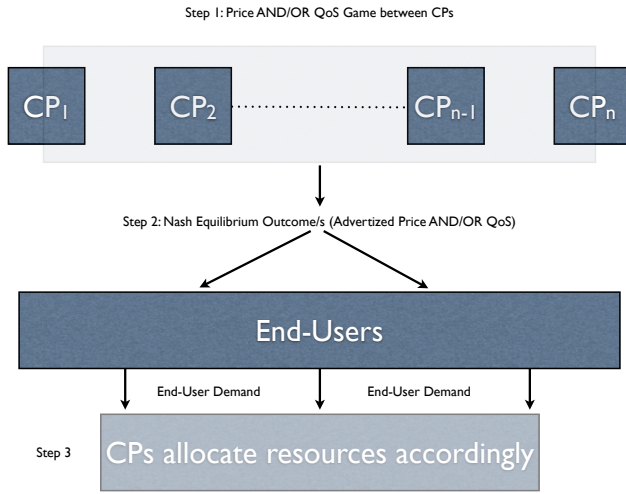 Step 1: Price AND/OR QoS Game between CPs
CP1 CP2 CPn-1 CPn
Step 2: Nash Equilibrium Outcome/s (Advertized Price AND/OR QoS)
End-Users
End-User Demand End-User Demand
Step 3 CPs allocate resources accordingly